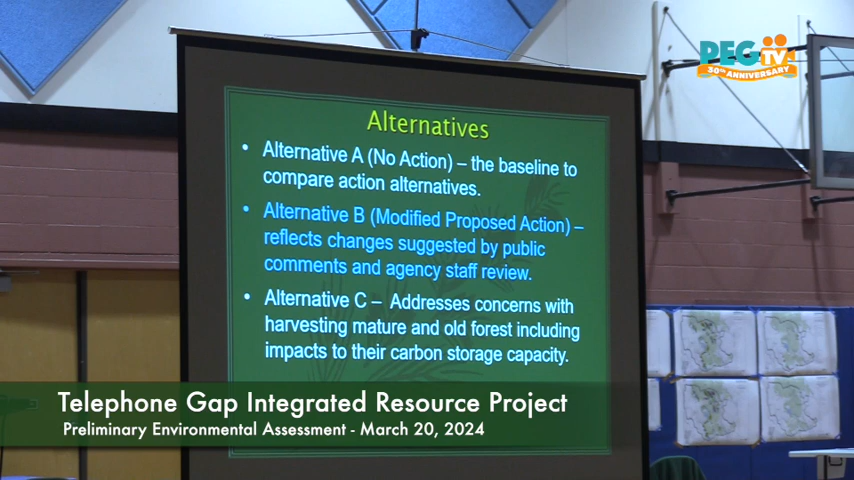 PEG TV
30TH ANNIVERSARY
Alternatives
• Alternative A (No Action) – the baseline to
compare action alternatives.
• Alternative B (Modified Proposed Action) –
reflects changes suggested by public
comments and agency staff review.
• Alternative C – Addresses concerns with
harvesting mature and old forest including
impacts to their carbon storage capacity.
Telephone Gap Integrated Resource Project
Preliminary Environmental Assessment - March 20, 2024